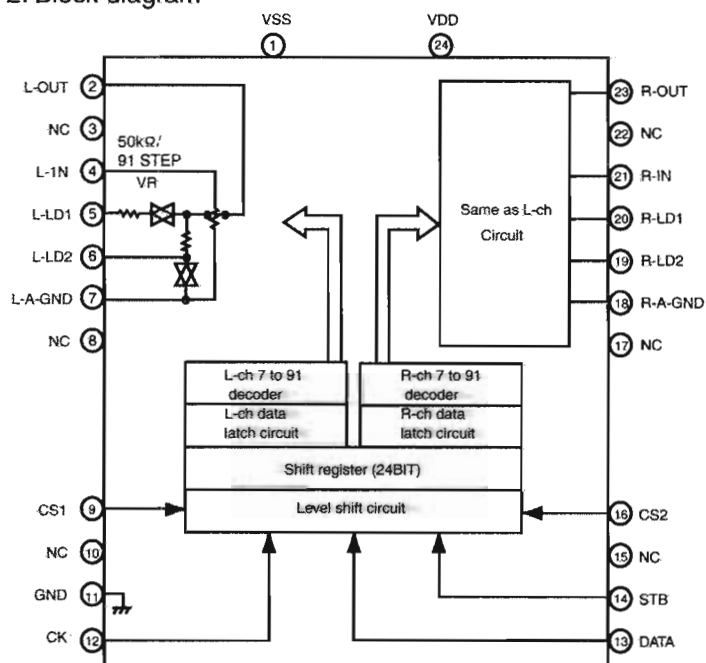 2. Block diagram
VSS
VDD
1
24
L-OUT 2
NC 3
50kΩ/
91 STEP
VR
L-1N 4
L-LD1 5
L-LD2 6
L-A-GND 7
NC 8
23 R-OUT
22 NC
21 R-IN
20 R-LD1
19 R-LD2
18 R-A-GND
17 NC
Same as L-ch
Circuit
L-ch 7 to 91
decoder
L-ch data
latch circuit
R-ch 7 to 91
decoder
R-ch data
latch circuit
Shift register (24BIT)
Level shift circuit
CS1 9
NC 10
GND 11
CK 12
16 CS2
15 NC
14 STB
13 DATA